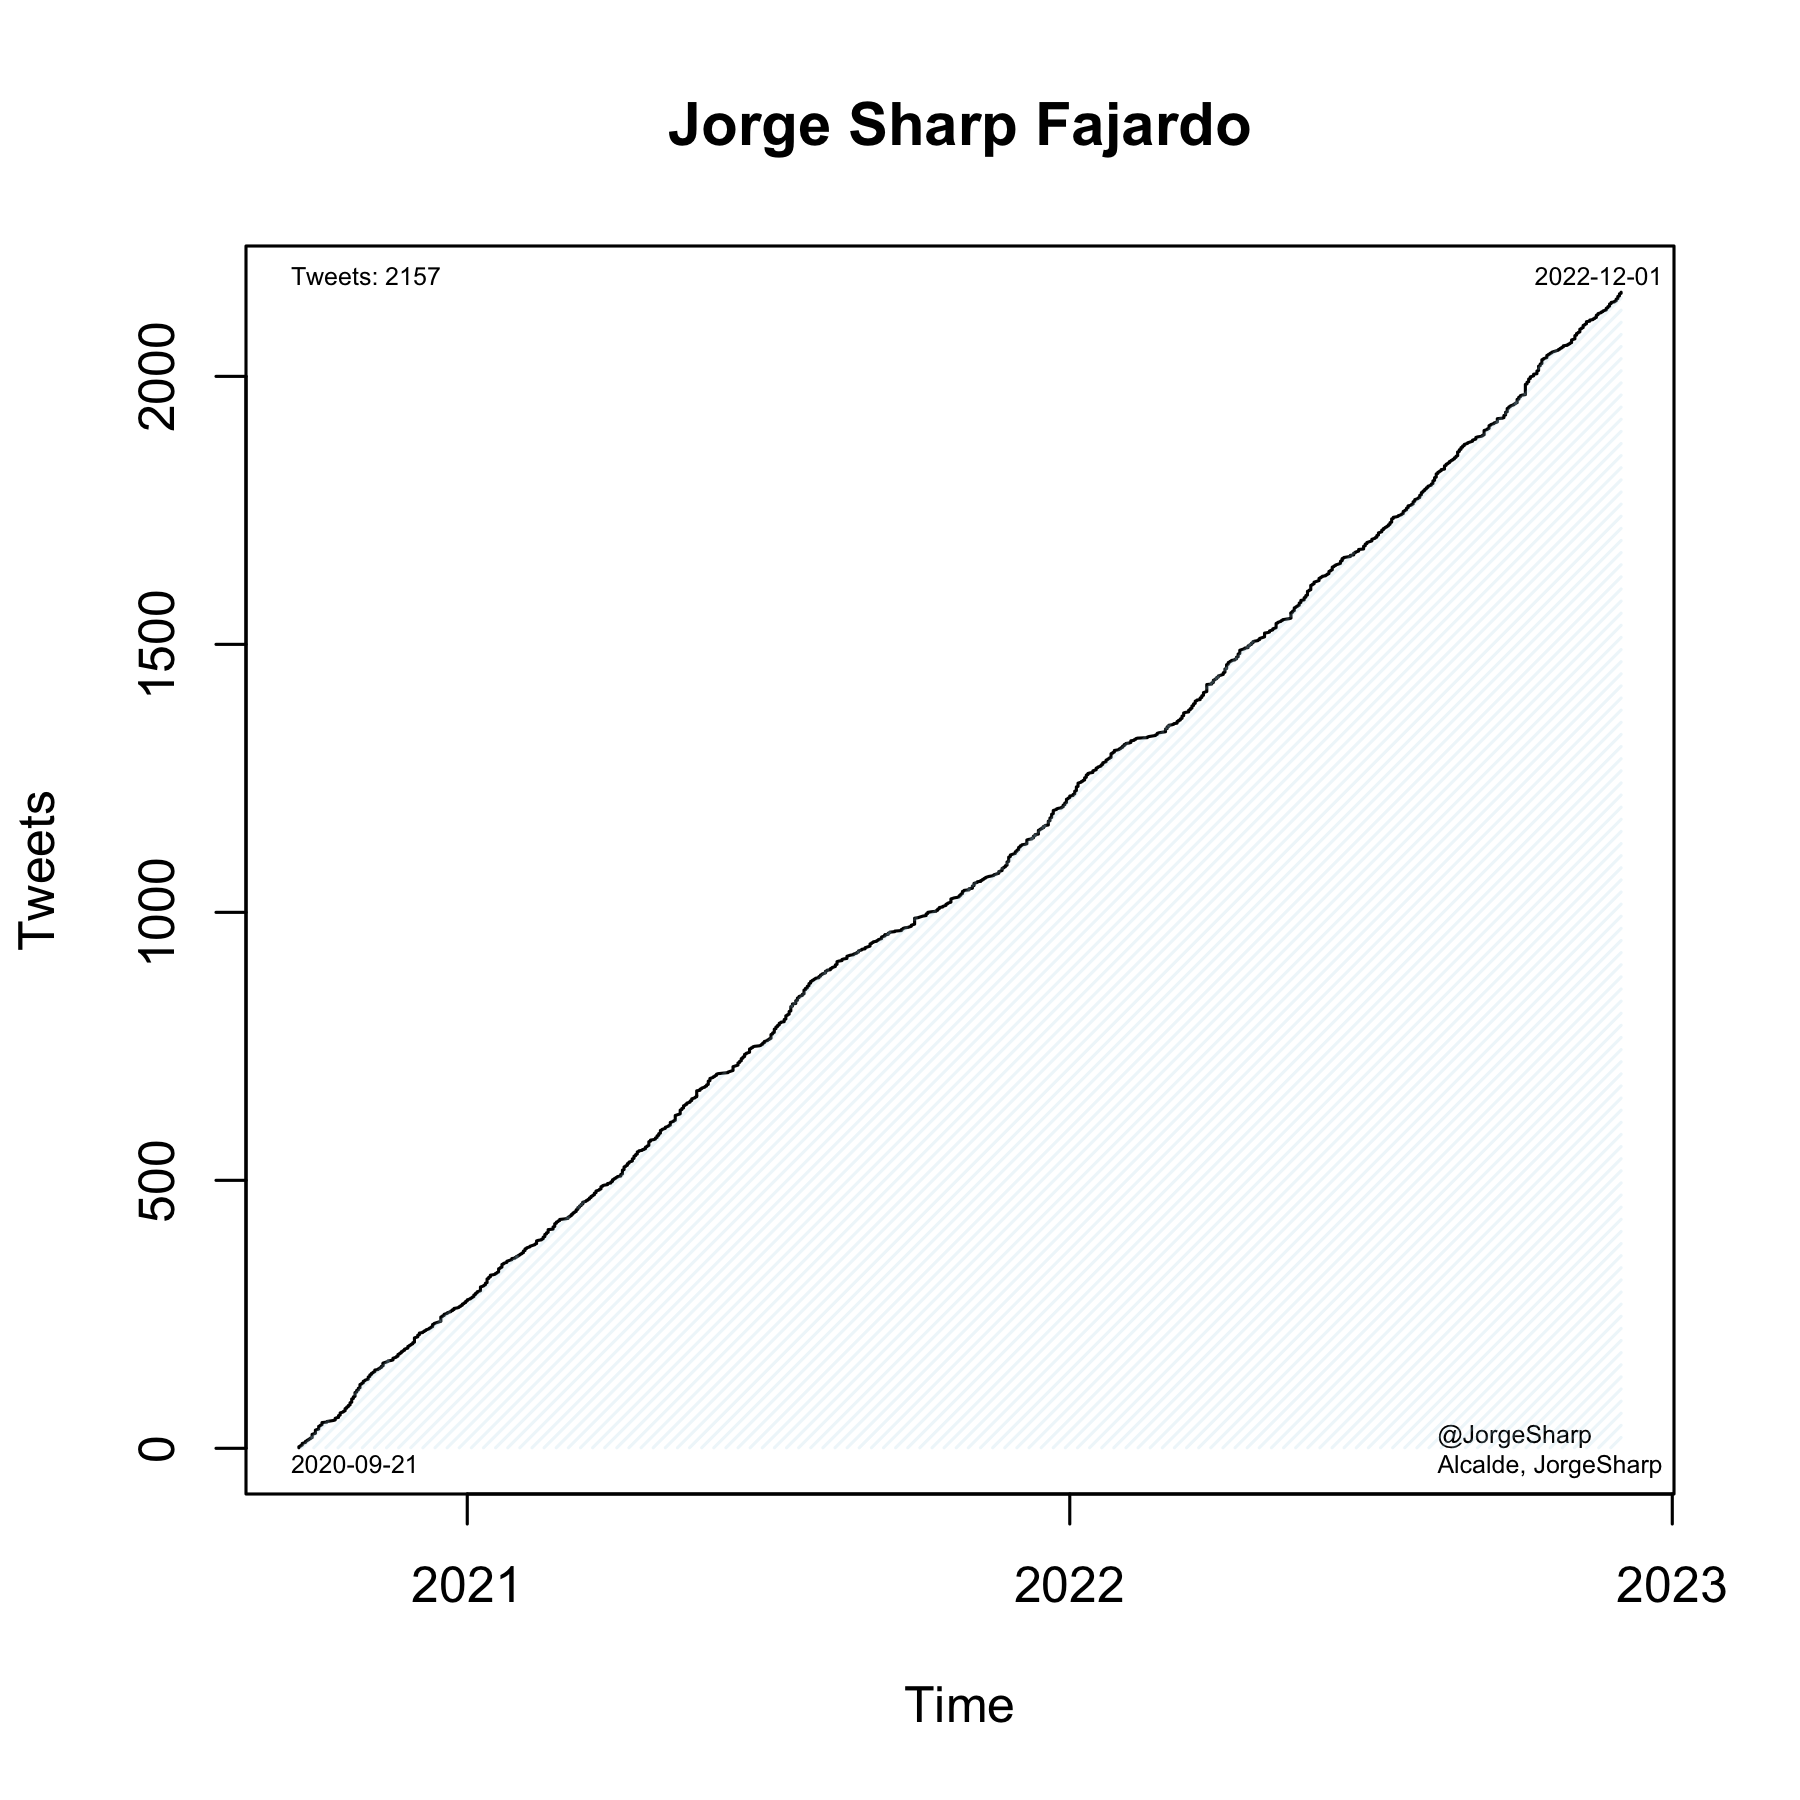 Jorge Sharp Fajardo
Tweets: 2157
2022-12-01
2000
1500
1000
500
0
Tweets
@JorgeSharp
2020-09-21
Alcalde, JorgeSharp
2021
2022
2023
Time